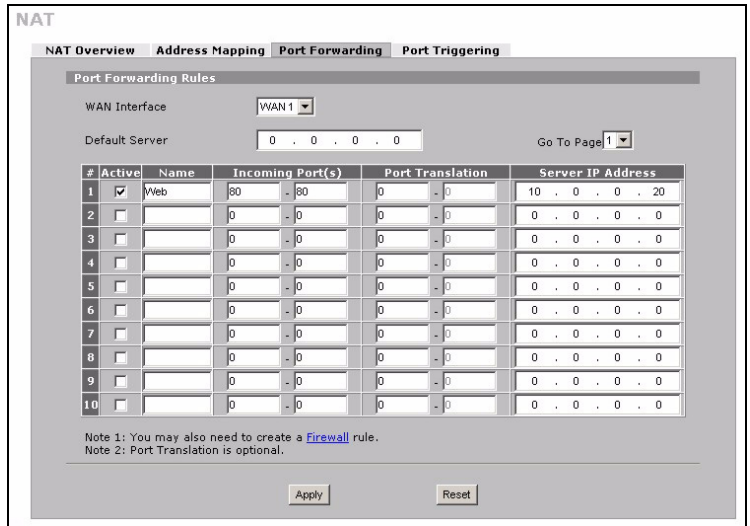 NAT
NAT Overview Address Mapping Port Forwarding Port Triggering
Port Forwarding Rules
WAN Interface WAN 1
Default Server 0 . 0 . 0 . 0 Go To Page 1
# Active Name Incoming Port(s) Port Translation Server IP Address
1 Web 80 - 80 0 - 0 10 . 0 . 0 . 20
2 0 - 0 0 - 0 0 . 0 . 0 . 0
3 0 - 0 0 - 0 0 . 0 . 0 . 0
4 0 - 0 0 - 0 0 . 0 . 0 . 0
5 0 - 0 0 - 0 0 . 0 . 0 . 0
6 0 - 0 0 - 0 0 . 0 . 0 . 0
7 0 - 0 0 - 0 0 . 0 . 0 . 0
8 0 - 0 0 - 0 0 . 0 . 0 . 0
9 0 - 0 0 - 0 0 . 0 . 0 . 0
10 0 - 0 0 - 0 0 . 0 . 0 . 0
Note 1: You may also need to create a Firewall rule.
Note 2: Port Translation is optional.
Apply Reset